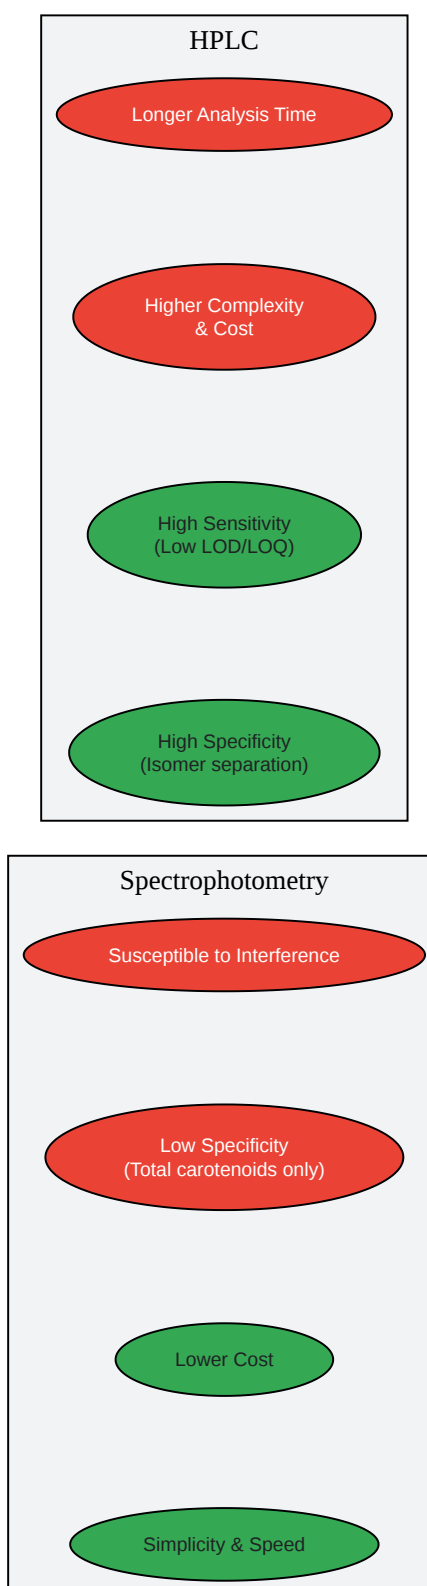 HPLC
Longer Analysis Time
Higher Complexity
& Cost
High Sensitivity
(Low LOD/LOQ)
High Specificity
(Isomer separation)
Spectrophotometry
Susceptible to Interference
Low Specificity
(Total carotenoids only)
Lower Cost
Simplicity & Speed